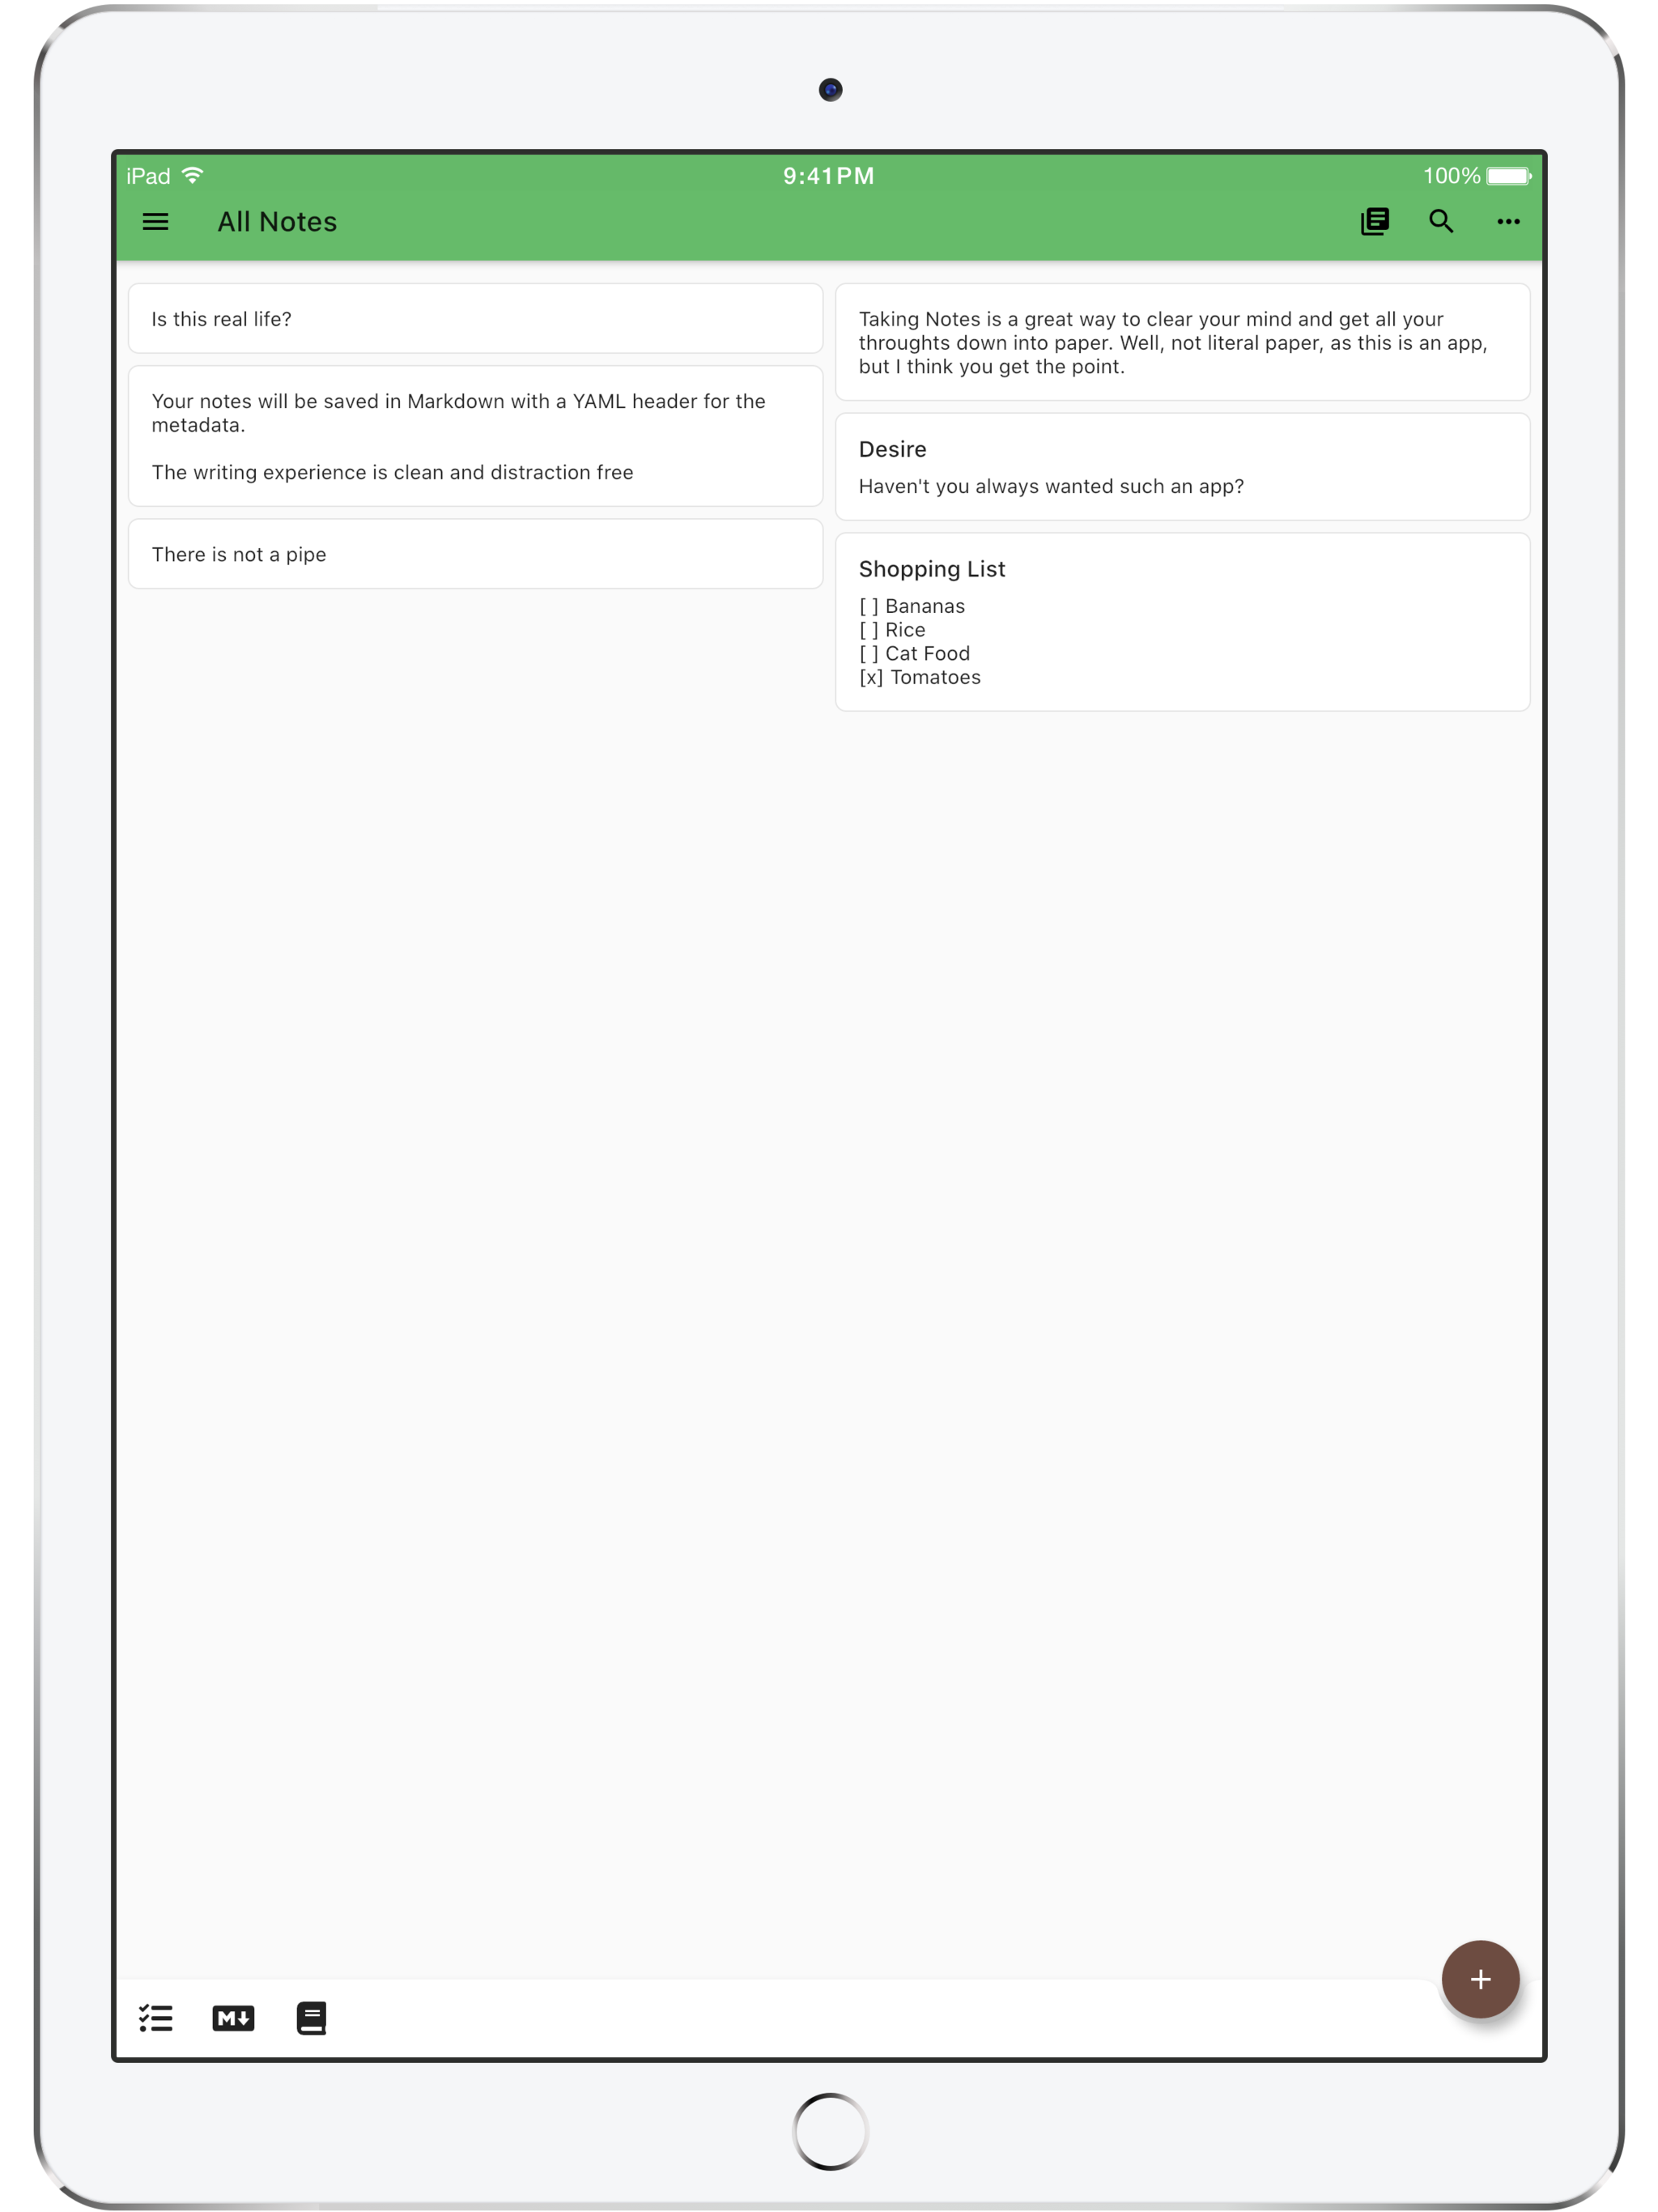 iPad
9:41PM
100%
All Notes
Is this real life?
Your notes will be saved in Markdown with a YAML header for the
metadata.
The writing experience is clean and distraction free
There is not a pipe
Taking Notes is a great way to clear your mind and get all your
throughts down into paper. Well, not literal paper, as this is an app,
but I think you get the point.
Desire
Haven't you always wanted such an app?
Shopping List
[ ] Bananas
[ ] Rice
[ ] Cat Food
[x] Tomatoes
M